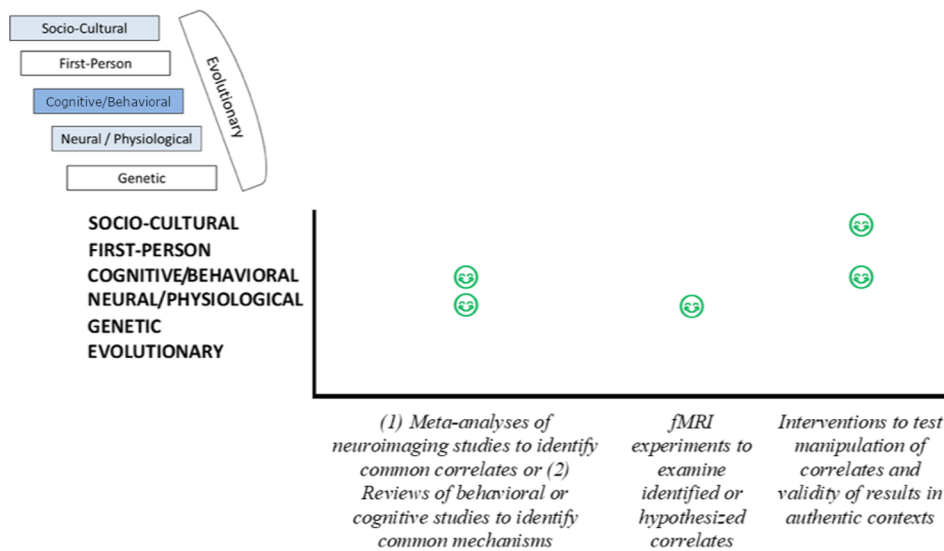 Socio-Cultural
First-Person
Cognitive/Behavioral
Neural / Physiological
Genetic
Evolutionary
SOCIO-CULTURAL
FIRST-PERSON
COGNITIVE/BEHAVIORAL
NEURAL/PHYSIOLOGICAL
GENETIC
EVOLUTIONARY
(1) Meta-analyses of
neuroimaging studies to identify
common correlates or (2)
Reviews of behavioral or
cognitive studies to identify
common mechanisms
fMRI
experiments to
examine
identified or
hypothesized
correlates
Interventions to test
manipulation of
correlates and
validity of results in
authentic contexts